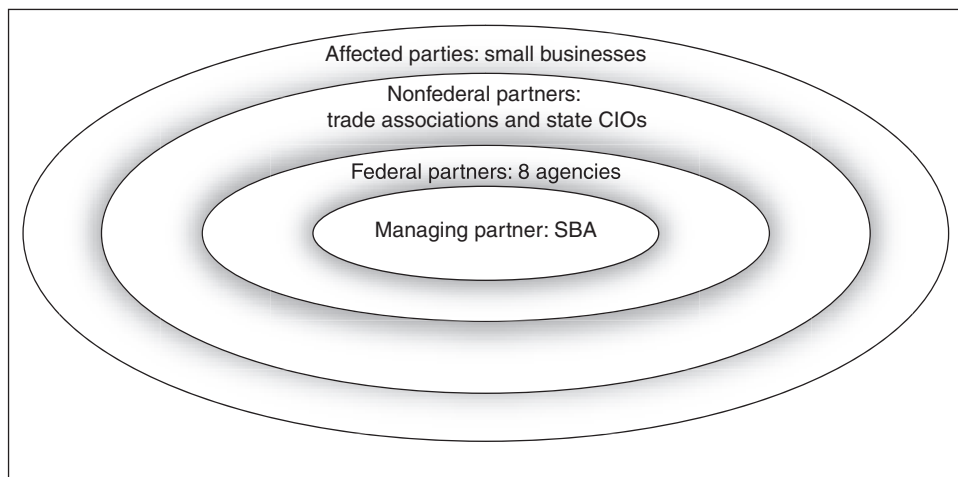 Affected parties: small businesses
Nonfederal partners:
trade associations and state CIOs
Federal partners: 8 agencies
Managing partner: SBA